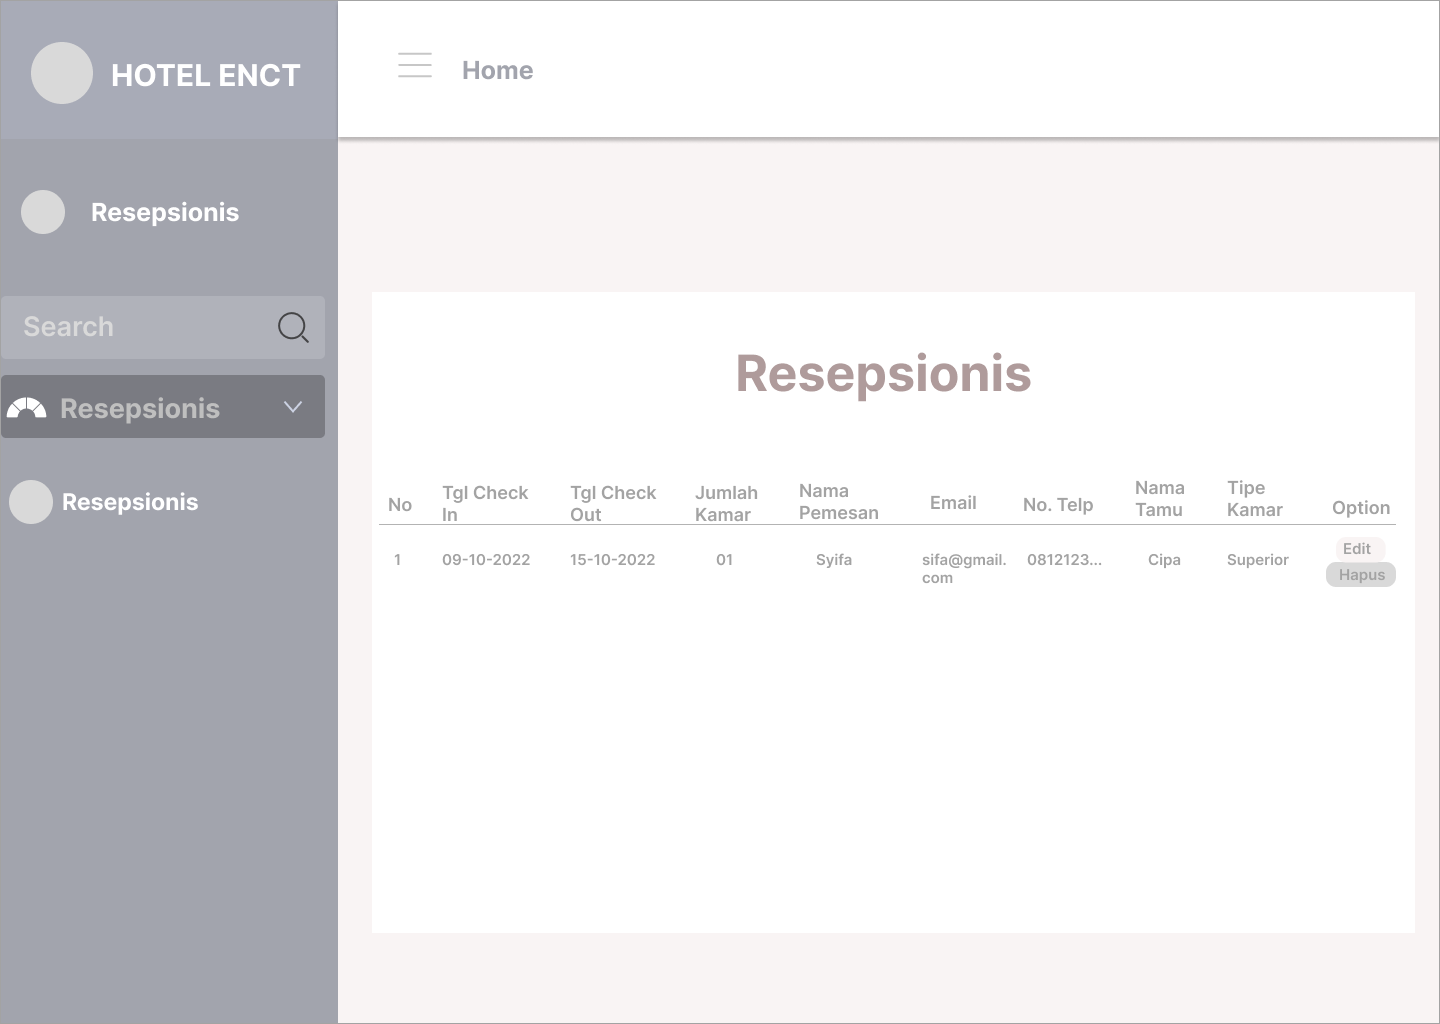 HOTEL ENCT
Home
Resepsionis
Search
Resepsionis
Resepsionis
Resepsionis
No
Tgl Check
In
Tgl Check
Out
Jumlah
Kamar
Nama
Pemesan
Email
No. Telp
Nama
Tamu
Tipe
Kamar
Option
1
09-10-2022
15-10-2022
01
Syifa
sifa@gmail.
com
0812123...
Cipa
Superior
Edit
Hapus